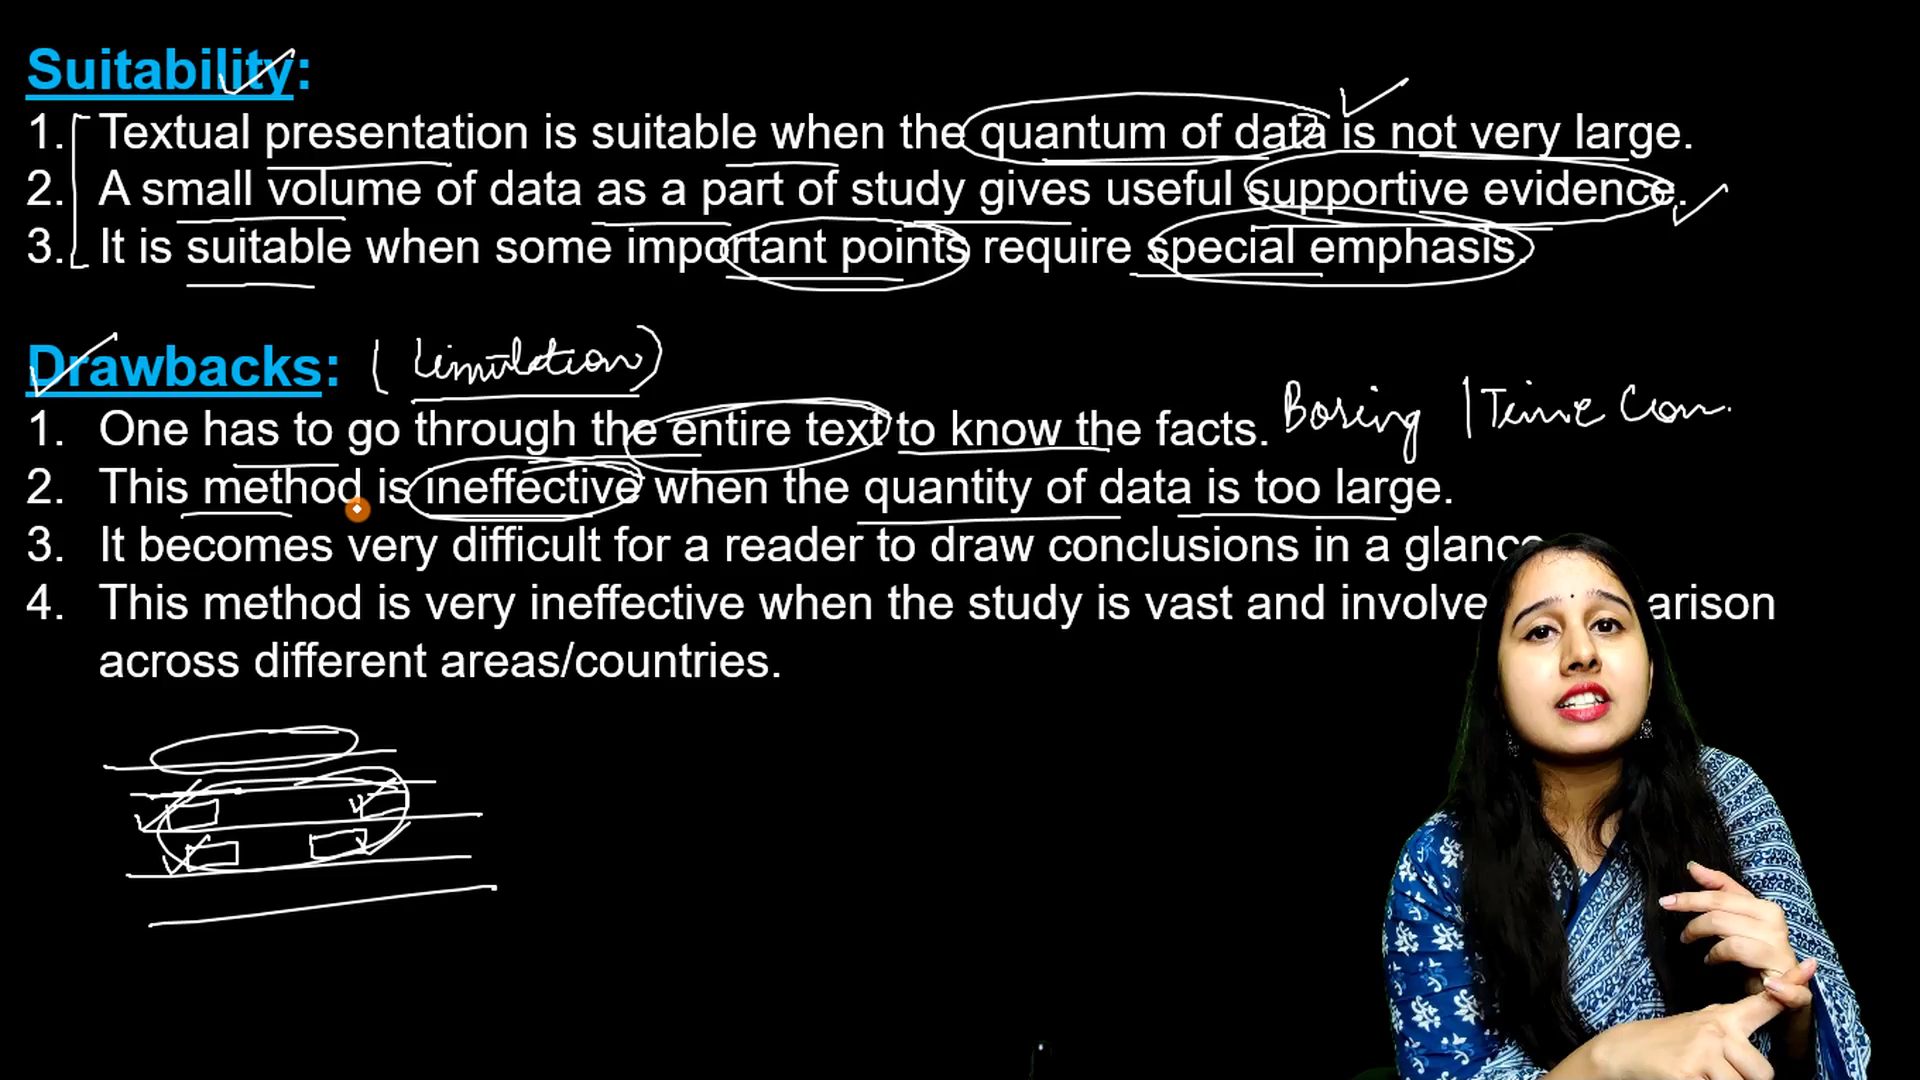 Suitability:
1. Textual presentation is suitable when the quantum of data is not very large.
2. A small volume of data as a part of study gives useful supportive evidence.
3. It is suitable when some important points require special emphasis.
Drawbacks: (Limitation)
1. One has to go through the entire text to know the facts. Boring | Time Con.
2. This method is ineffective when the quantity of data is too large.
3. It becomes very difficult for a reader to draw conclusions in a glance
4. This method is very ineffective when the study is vast and involve arison
across different areas/countries.